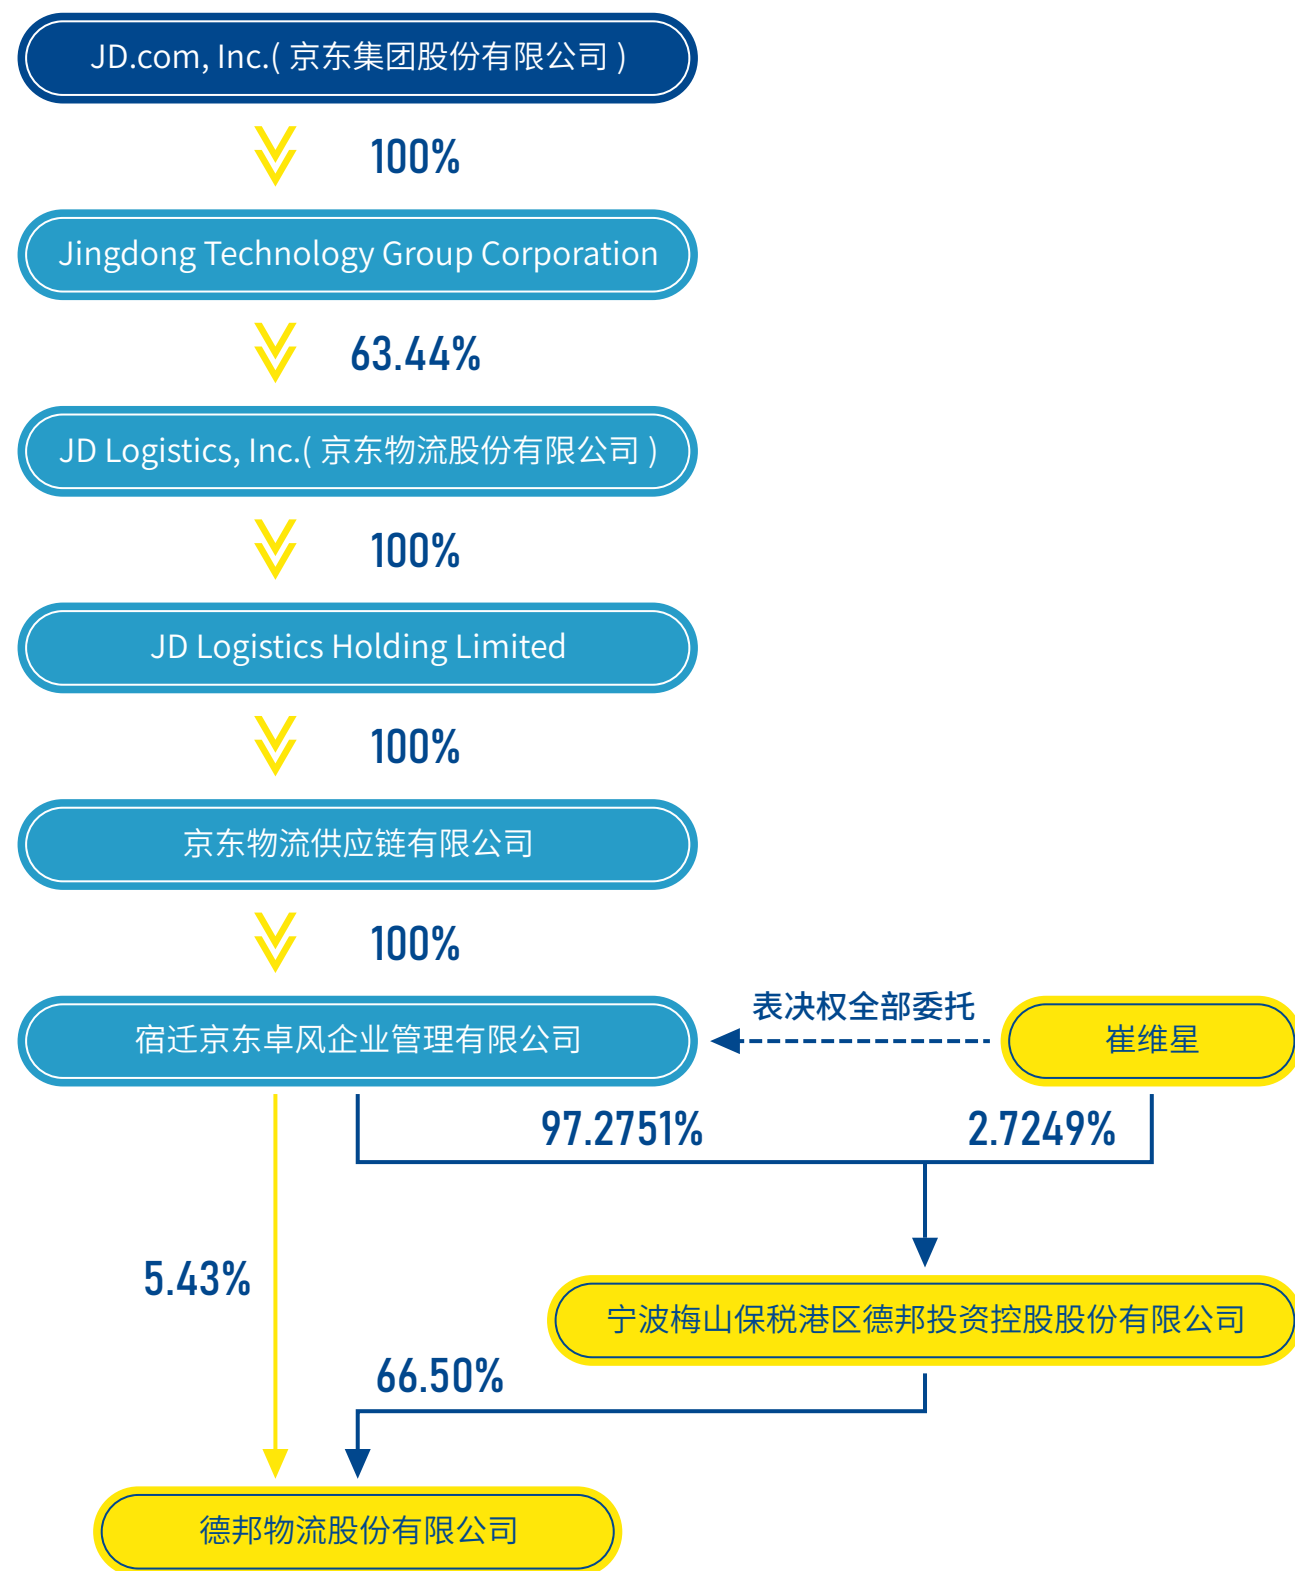 JD.com, Inc.( 京东集团股份有限公司 )
100%
Jingdong Technology Group Corporation
63.44%
JD Logistics, Inc.( 京东物流股份有限公司 )
100%
JD Logistics Holding Limited
100%
京东物流供应链有限公司
100%
表决权全部委托
宿迁京东卓风企业管理有限公司
崔维星
97.2751%
2.7249%
5.43%
宁波梅山保税港区德邦投资控股股份有限公司
66.50%
德邦物流股份有限公司